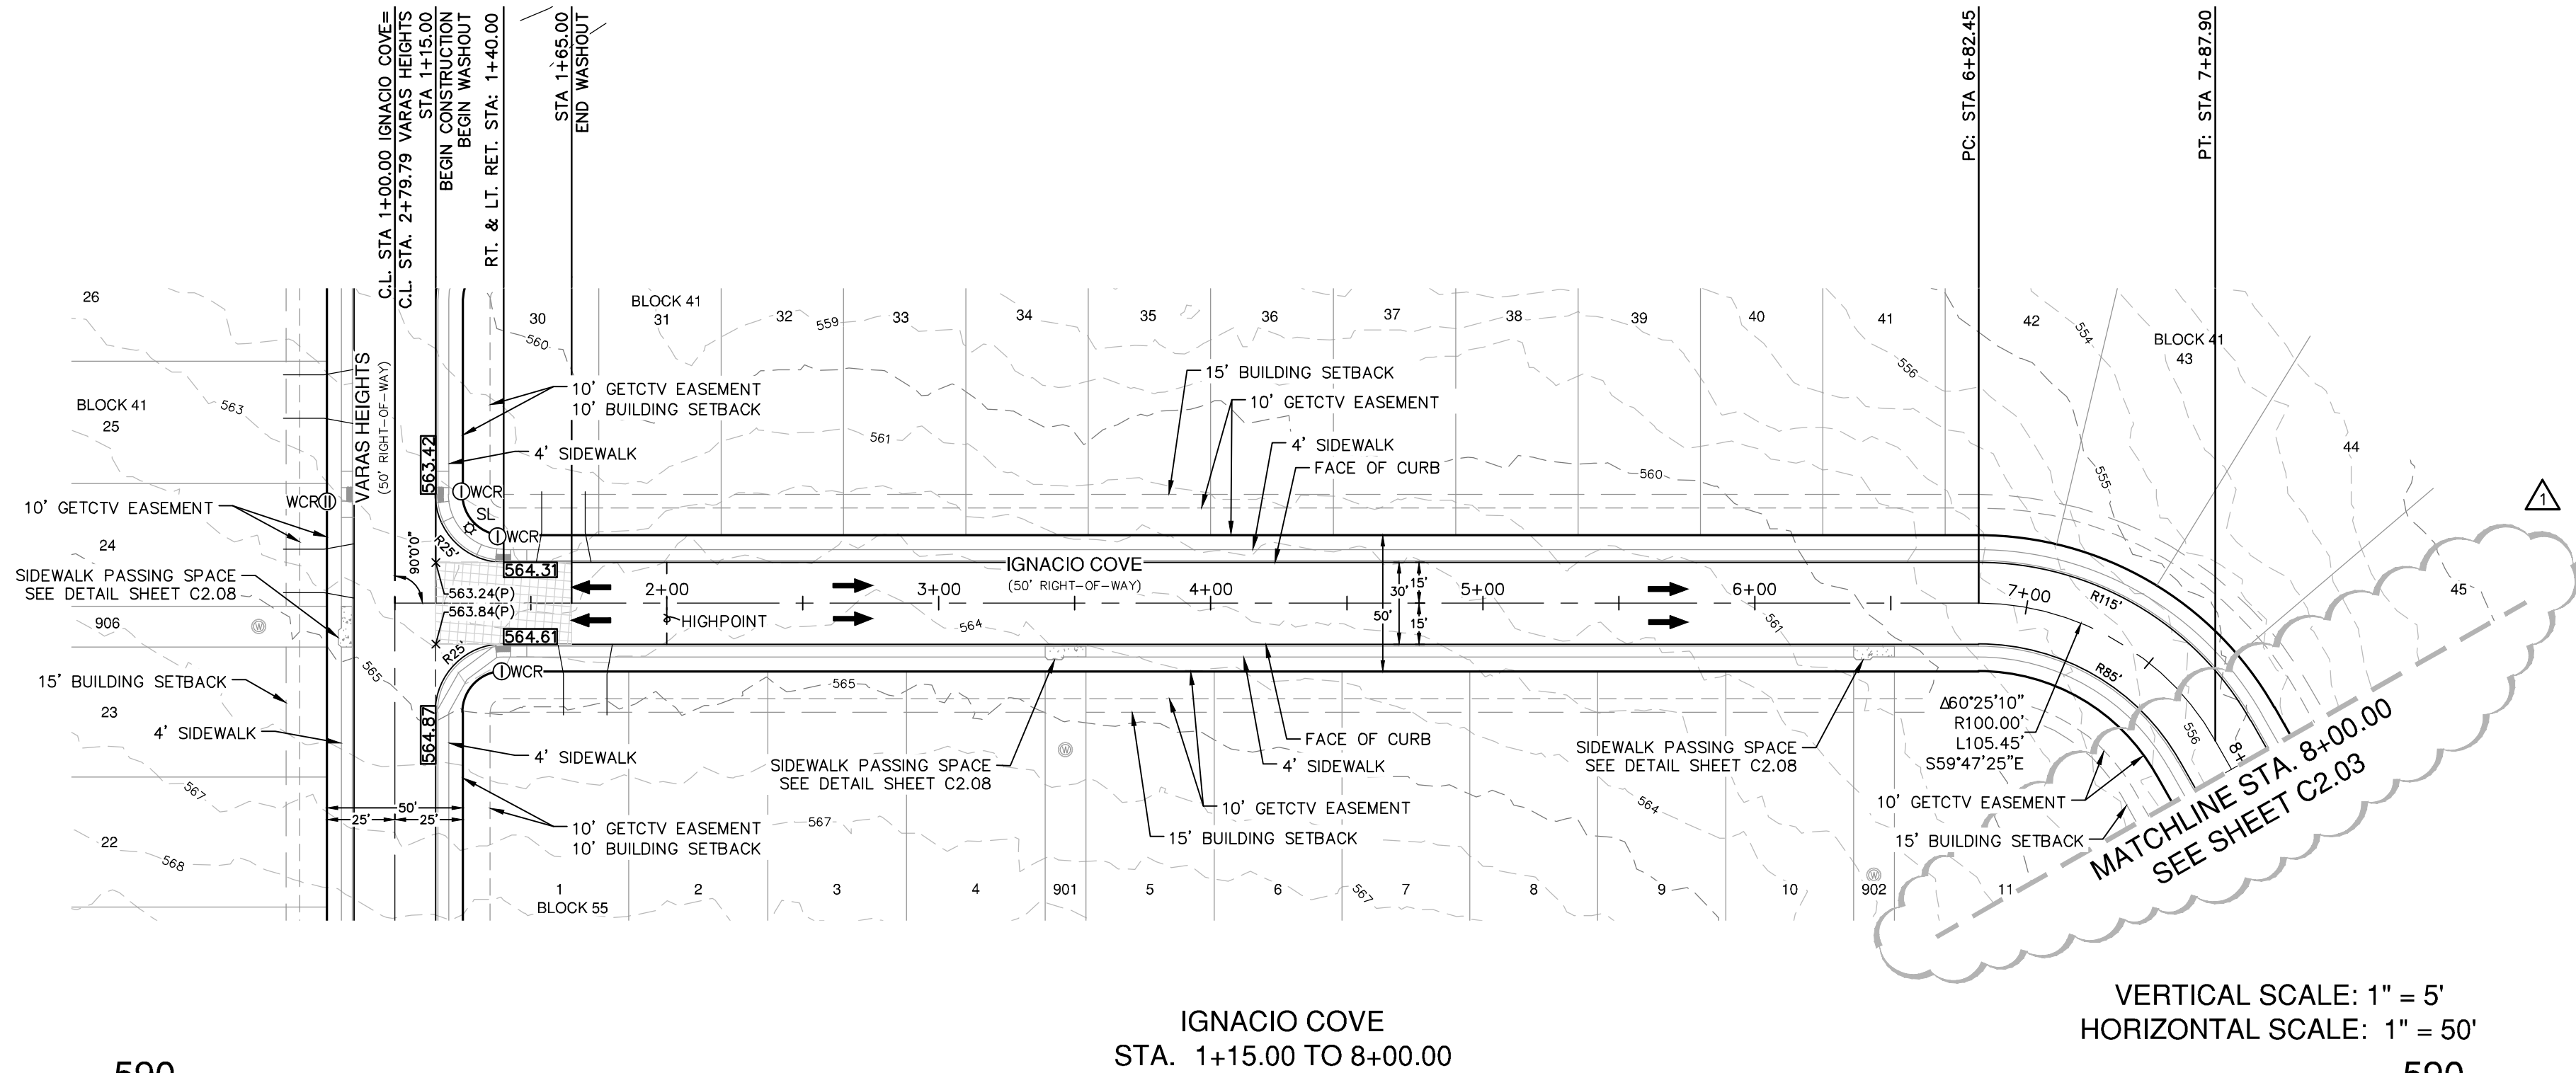 C.L. STA 1+00.00 IGNACIO COVE=
C.L. STA. 2+79.79 VARAS HEIGHTS
STA 1+15.00
BEGIN CONSTRUCTION
BEGIN WASHOUT
RT. & LT. RET. STA: 1+40.00
STA 1+65.00
END WASHOUT
PC: STA 6+82.45
PT: STA 7+87.90
26
30
BLOCK 41
31
32
559
33
34
35
36
37
38
39
40
41
42
554
BLOCK 41
43
560
556
BLOCK 41
25
563
VARAS HEIGHTS
(50' RIGHT-OF-WAY)
10' GETCTV EASEMENT
10' BUILDING SETBACK
15' BUILDING SETBACK
10' GETCTV EASEMENT
561
4' SIDEWALK
FACE OF CURB
44
563.42
4' SIDEWALK
560
555
WCR II
I WCR
10' GETCTV EASEMENT
SL
I WCR
1
24
90°0'0"
R25'
564.31
IGNACIO COVE
(50' RIGHT-OF-WAY)
SIDEWALK PASSING SPACE
SEE DETAIL SHEET C2.08
563.24(P)
563.84(P)
2+00
3+00
4+00
30'
15'
5+00
6+00
7+00
R115'
45
906
W
564.61
HIGHPOINT
564
50'
15'
561
R25'
I WCR
565
R85'
15' BUILDING SETBACK
565
23
564.87
Δ60°25'10"
R100.00'
L105.45'
S59°47'25"E
556
8+
4' SIDEWALK
4' SIDEWALK
W
FACE OF CURB
4' SIDEWALK
SIDEWALK PASSING SPACE
SEE DETAIL SHEET C2.08
SIDEWALK PASSING SPACE
SEE DETAIL SHEET C2.08
567
50'
25'
25'
564
10' GETCTV EASEMENT
15' BUILDING SETBACK
10' GETCTV EASEMENT
15' BUILDING SETBACK
10' GETCTV EASEMENT
10' BUILDING SETBACK
567
22
568
MATCHLINE STA. 8+00.00
SEE SHEET C2.03
1
BLOCK 55
2
3
4
901
5
6
567
7
8
9
10
W
902
11
VERTICAL SCALE: 1" = 5'
HORIZONTAL SCALE: 1" = 50'
IGNACIO COVE
STA. 1+15.00 TO 8+00.00
590
590